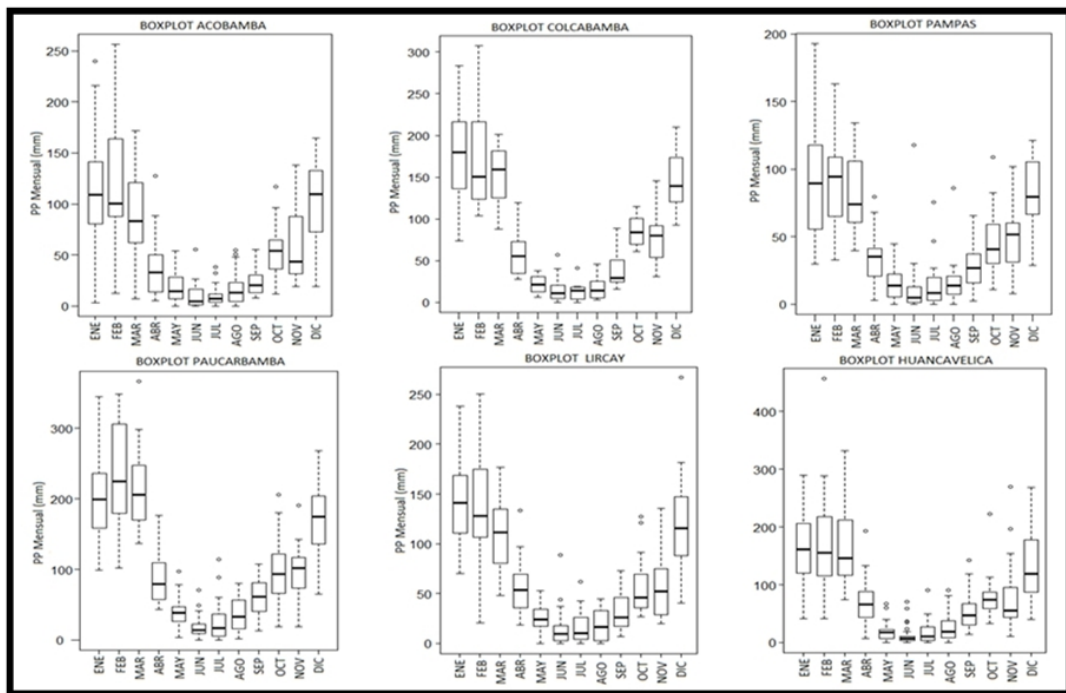 BOXPLOT ACOBAMBA
PP Mensual (mm)
250
200
150
100
50
0
ENE FEB MAR ABR MAY JUN JUL AGO SEP OCT NOV DIC
BOXPLOT COLCABAMBA
PP Mensual (mm)
300
250
200
150
100
50
0
ENE FEB MAR ABR MAY JUN JUL AGO SEP OCT NOV DIC
BOXPLOT PAMPAS
PP Mensual (mm)
200
150
100
50
0
ENE FEB MAR ABR MAY JUN JUL AGO SEP OCT NOV DIC
BOXPLOT PAUCARBAMBA
PP Mensual (mm)
300
200
100
0
ENE FEB MAR ABR MAY JUN JUL AGO SEP OCT NOV DIC
BOXPLOT LIRCAY
PP Mensual (mm)
250
200
150
100
50
0
ENE FEB MAR ABR MAY JUN JUL AGO SEP OCT NOV DIC
BOXPLOT HUANCAVELICA
PP Mensual (mm)
400
300
200
100
0
ENE FEB MAR ABR MAY JUN JUL AGO SEP OCT NOV DIC